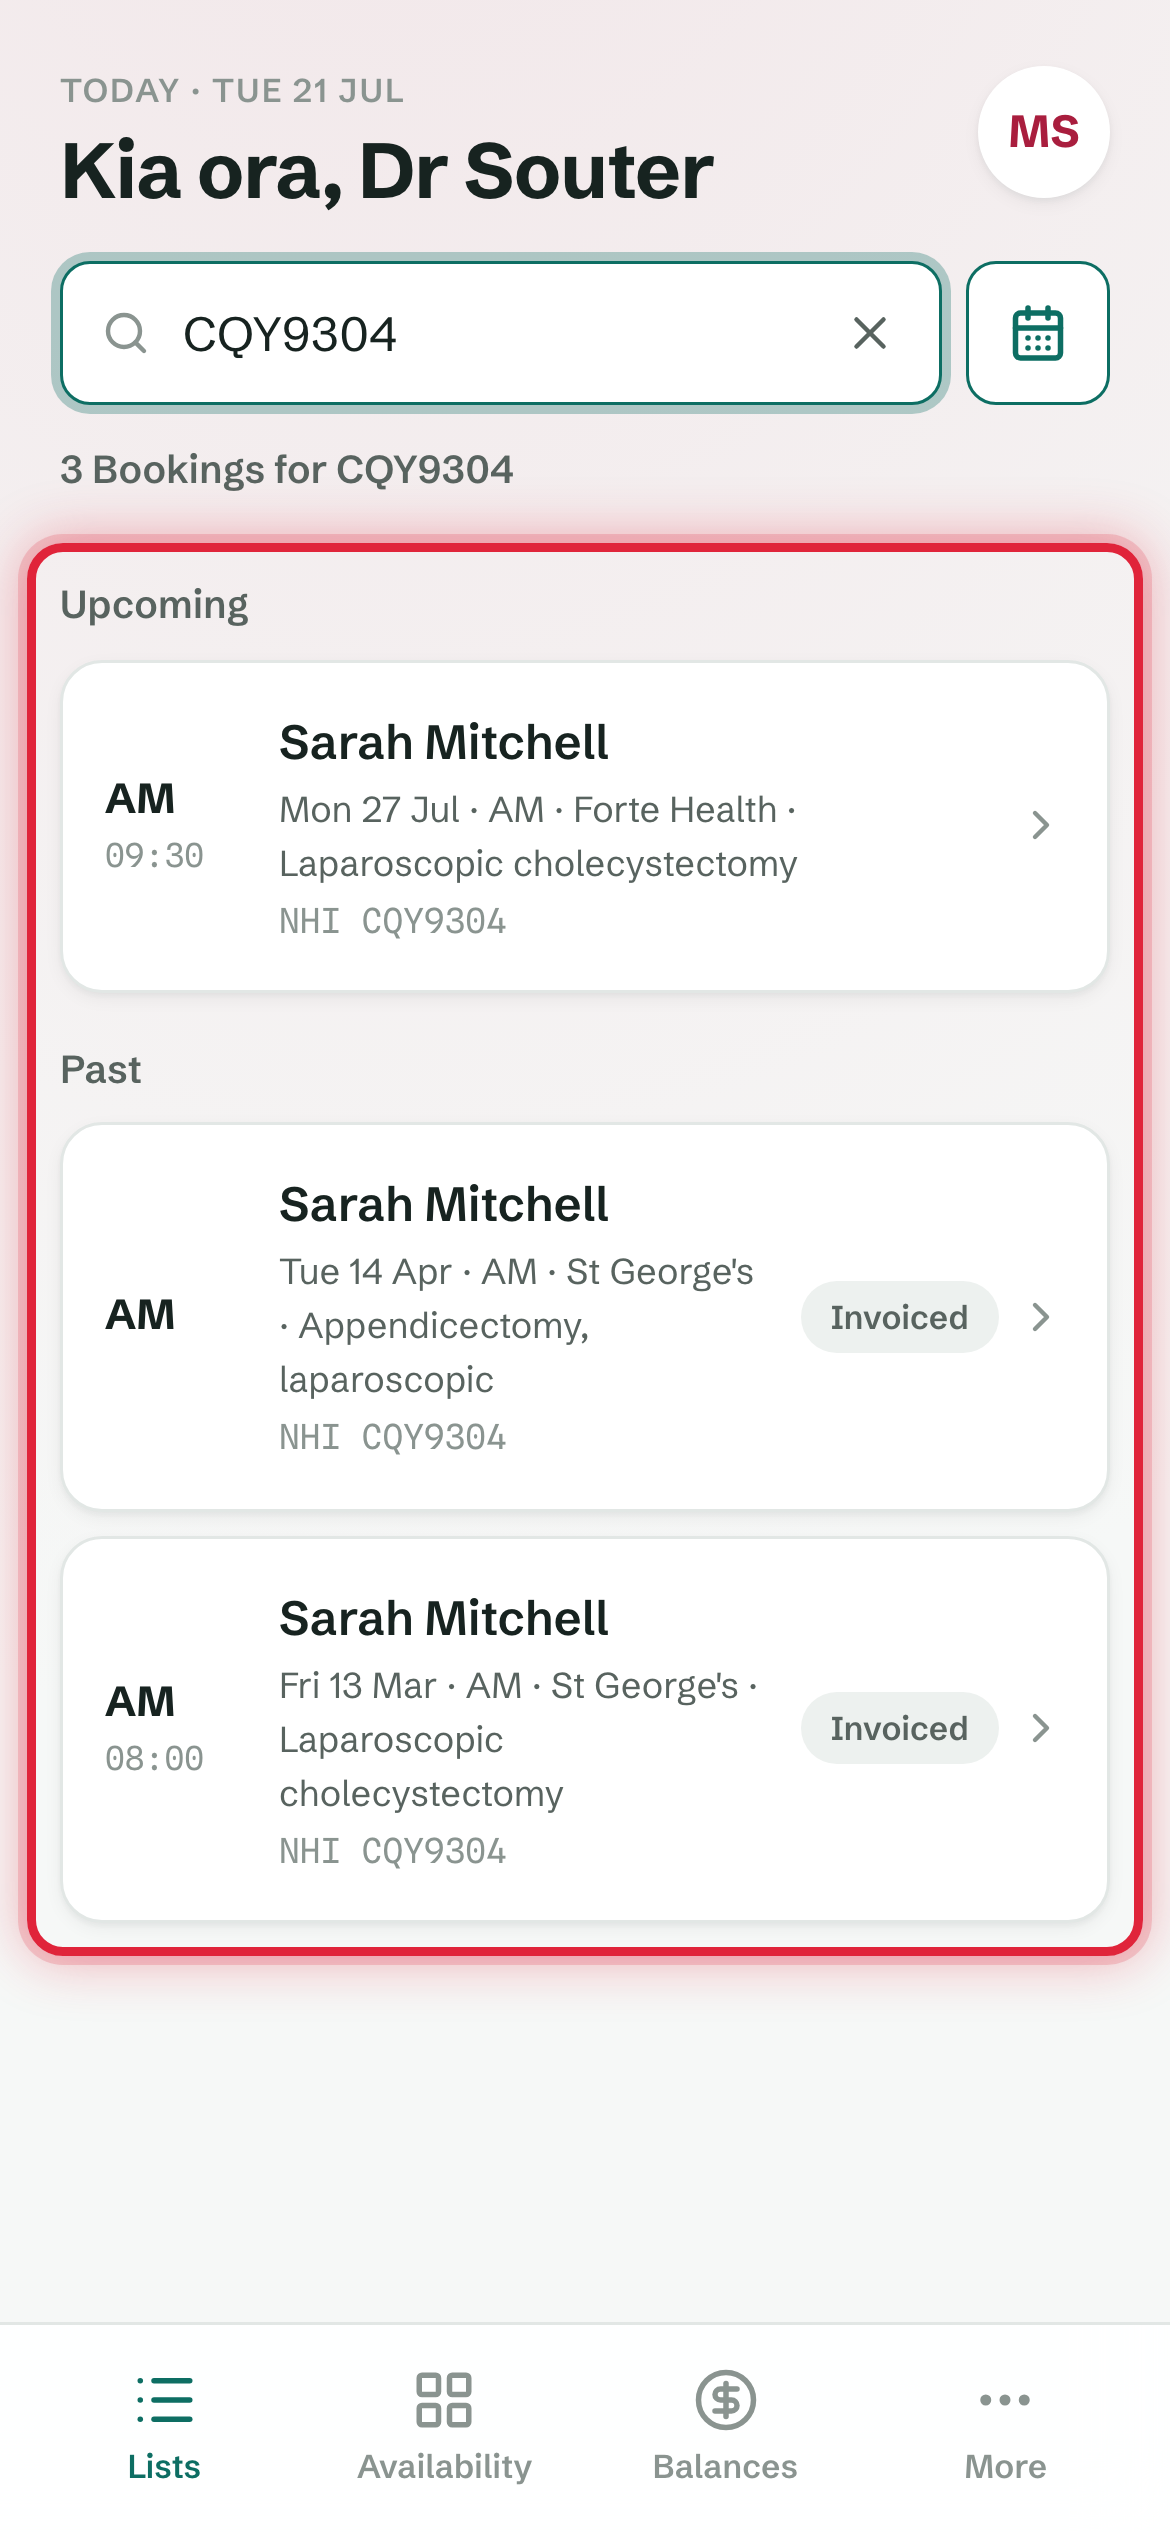 TODAY · TUE 21 JUL
Kia ora, Dr Souter
MS
CQY9304
3 Bookings for CQY9304
Upcoming
AM
09:30
Sarah Mitchell
Mon 27 Jul · AM · Forte Health ·
Laparoscopic cholecystectomy
NHI CQY9304
Past
AM
Sarah Mitchell
Tue 14 Apr · AM · St George's
· Appendicectomy,
laparoscopic
NHI CQY9304
Invoiced
AM
08:00
Sarah Mitchell
Fri 13 Mar · AM · St George's ·
Laparoscopic
cholecystectomy
NHI CQY9304
Invoiced
Lists
Availability
Balances
More